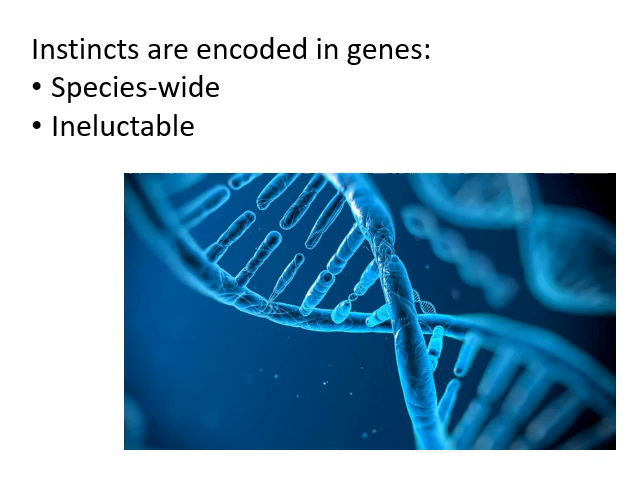 Instincts are encoded in genes:
• Species-wide
• Ineluctable